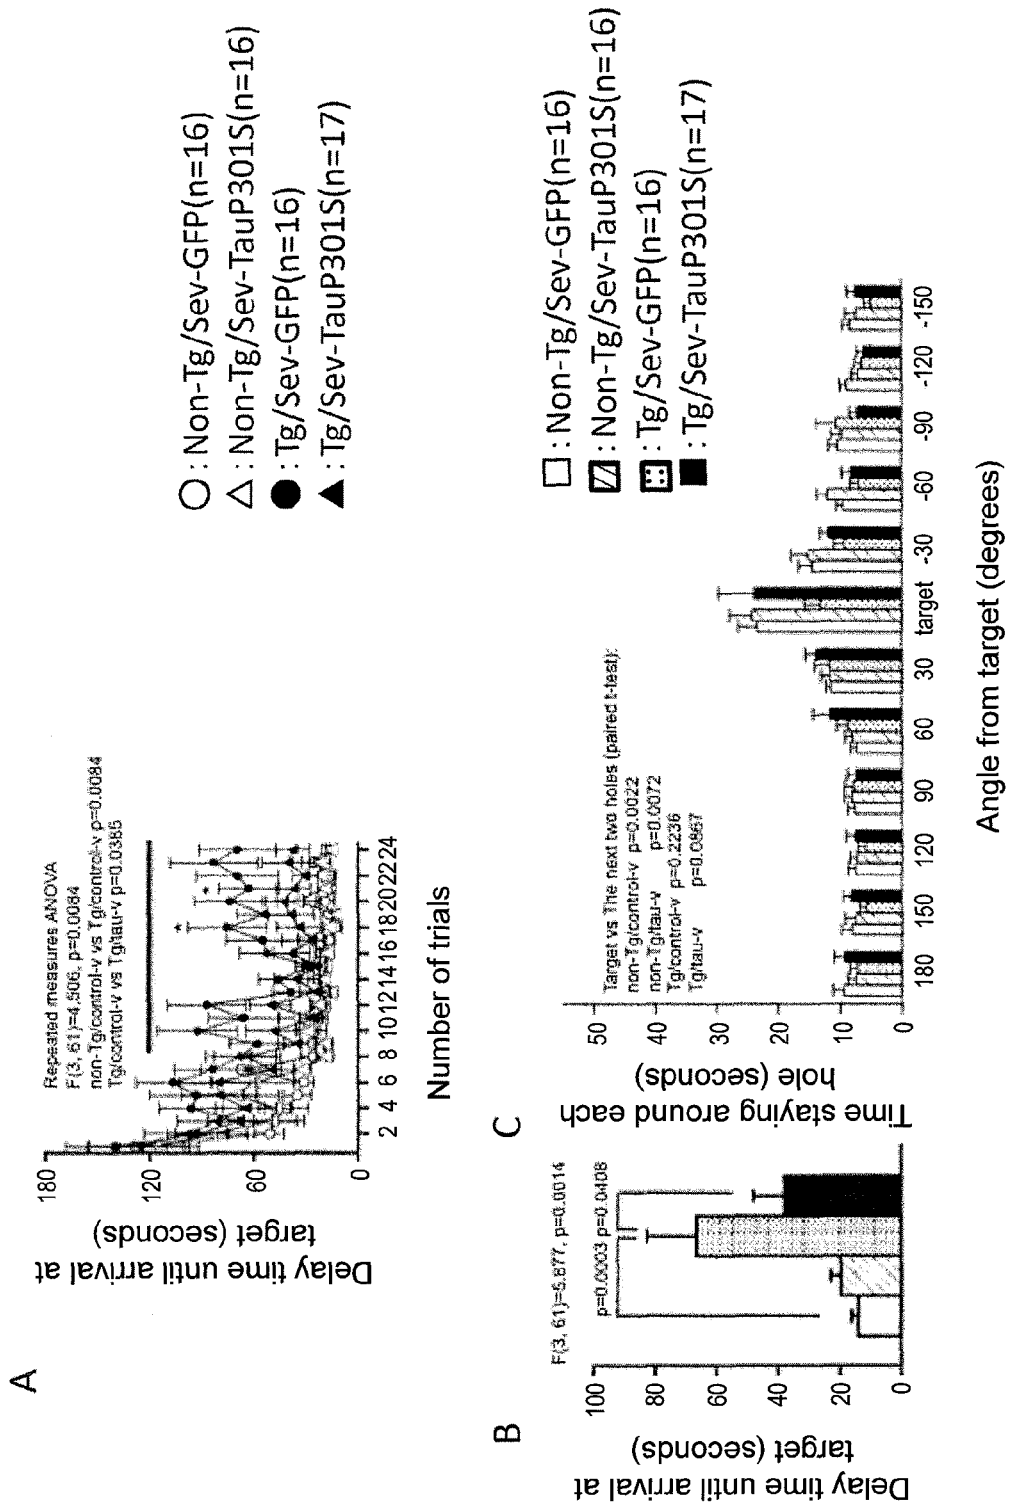 A
Delay time until arrival at
target (seconds)
180
120
60
0
Repeated measures ANOVA
F(3, 61)=4.506, p=0.0084
non-Tg/control-v vs Tg/control-v p=0.0084
Tg/control-v vs Tg/tau-v p=0.0385
*
*
2 4 6 8 10 12 14 16 18 20 22 24
Number of trials
: Non-Tg/Sev-GFP(n=16)
: Non-Tg/Sev-TauP301S(n=16)
: Tg/Sev-GFP(n=16)
: Tg/Sev-TauP301S(n=17)
B
Delay time until arrival at
target (seconds)
100
80
60
40
20
0
F(3, 61)=5.877, p=0.0014
p=0.0003 p=0.0408
C
Time staying around each
hole (seconds)
50
40
30
20
10
0
Target vs The next two holes (paired t-test):
non-Tg/control-v p=0.0022
non-Tg/tau-v p=0.0072
Tg/control-v p=0.2236
Tg/tau-v p=0.0867
180 150 120 90 60 30 target -30 -60 -90 -120 -150
Angle from target (degrees)
: Non-Tg/Sev-GFP(n=16)
: Non-Tg/Sev-TauP301S(n=16)
: Tg/Sev-GFP(n=16)
: Tg/Sev-TauP301S(n=17)